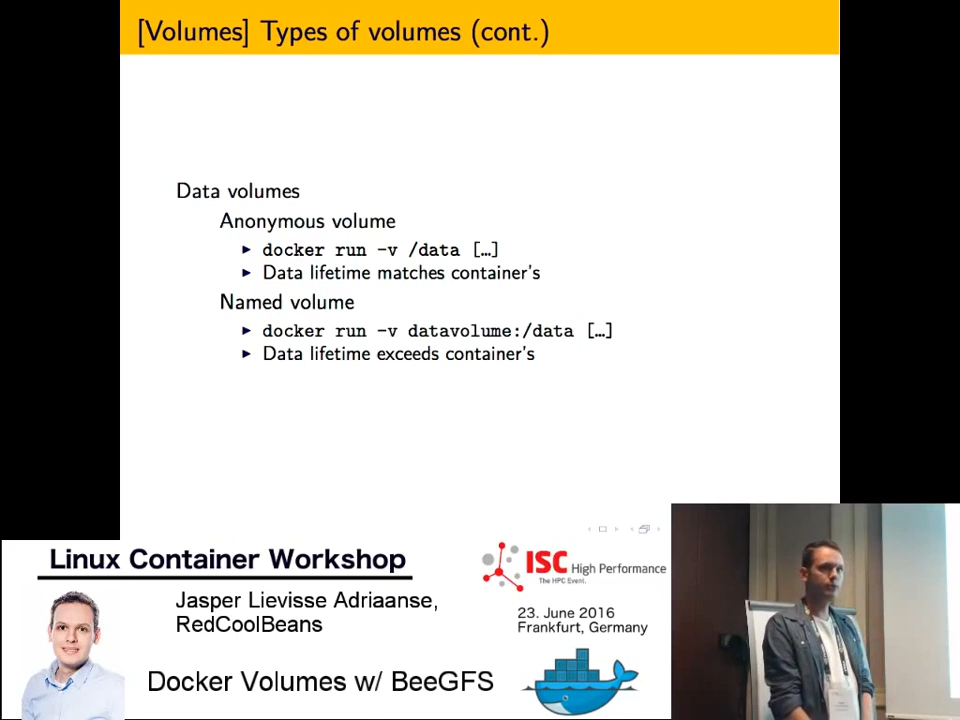 [Volumes] Types of volumes (cont.)
Data volumes
Anonymous volume
▶ docker run -v /data […]
▶ Data lifetime matches container's
Named volume
▶ docker run -v datavolume:/data […]
▶ Data lifetime exceeds container's
Linux Container Workshop
Jasper Lievisse Adriaanse,
RedCoolBeans
Docker Volumes w/ BeeGFS
ISC High Performance
The HPC Event.
23. June 2016
Frankfurt, Germany